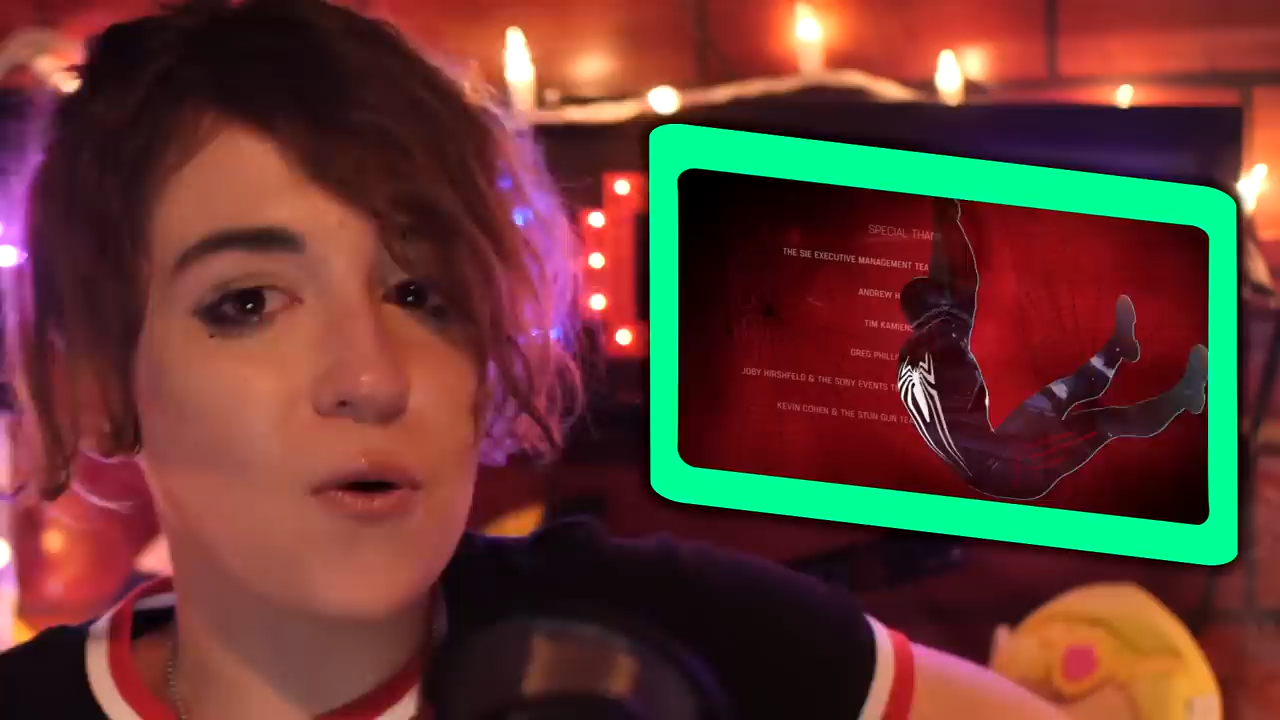 SPECIAL THAN
THE SIE EXECUTIVE MANAGEMENT TEA
ANDREW H
TIM KAMIEN
GREG PHILL
JOBY HIRSHFELD & THE SONY EVENTS T
KEVIN COHEN & THE STUN GUN TEA